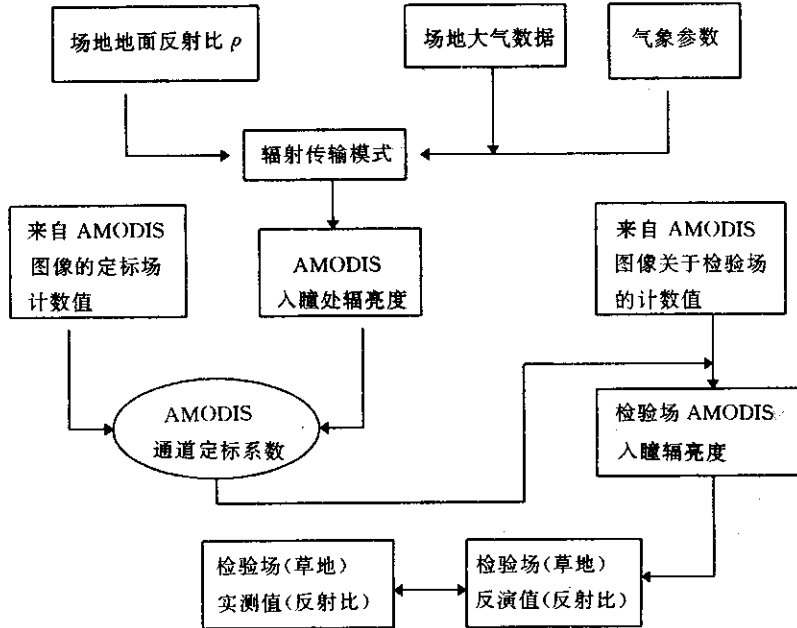 场地地面反射比 ρ
场地大气数据
气象参数
辐射传输模式
来自 AMODIS
图像的定标场
计数值
AMODIS
入瞳处辐亮度
来自 AMODIS
图像关于检验场
的计数值
AMODIS
通道定标系数
检验场 AMODIS
入瞳辐亮度
检验场(草地)
实测值(反射比)
检验场(草地)
反演值(反射比)